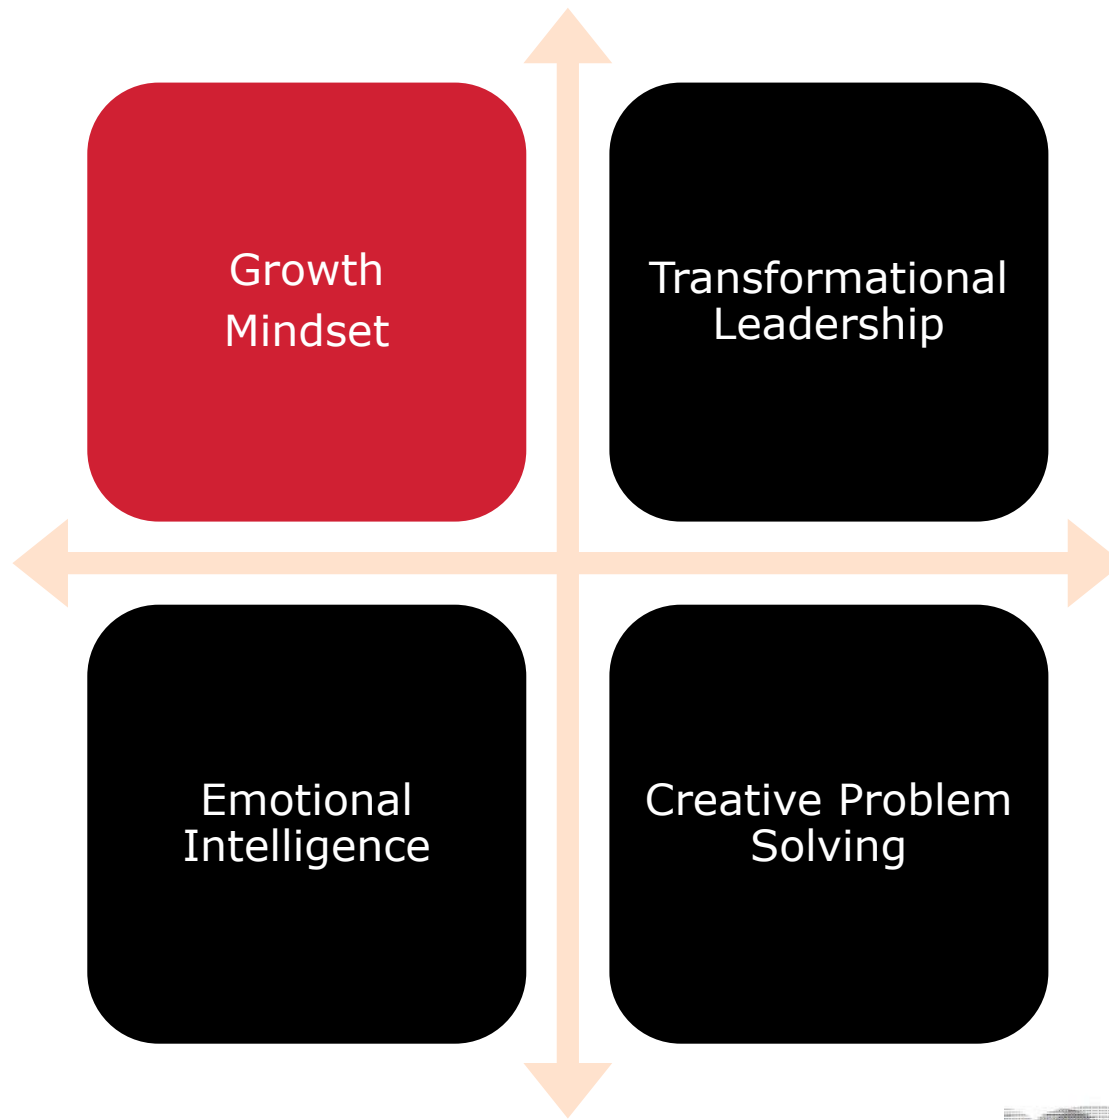 Growth
Mindset
Transformational
Leadership
Emotional
Intelligence
Creative Problem
Solving